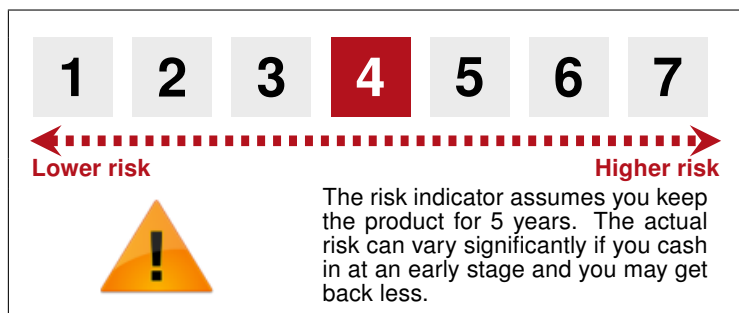 1 2 3 4 5 6 7
Lower risk Higher risk
The risk indicator assumes you keep
the product for 5 years. The actual
risk can vary significantly if you cash
in at an early stage and you may get
back less.